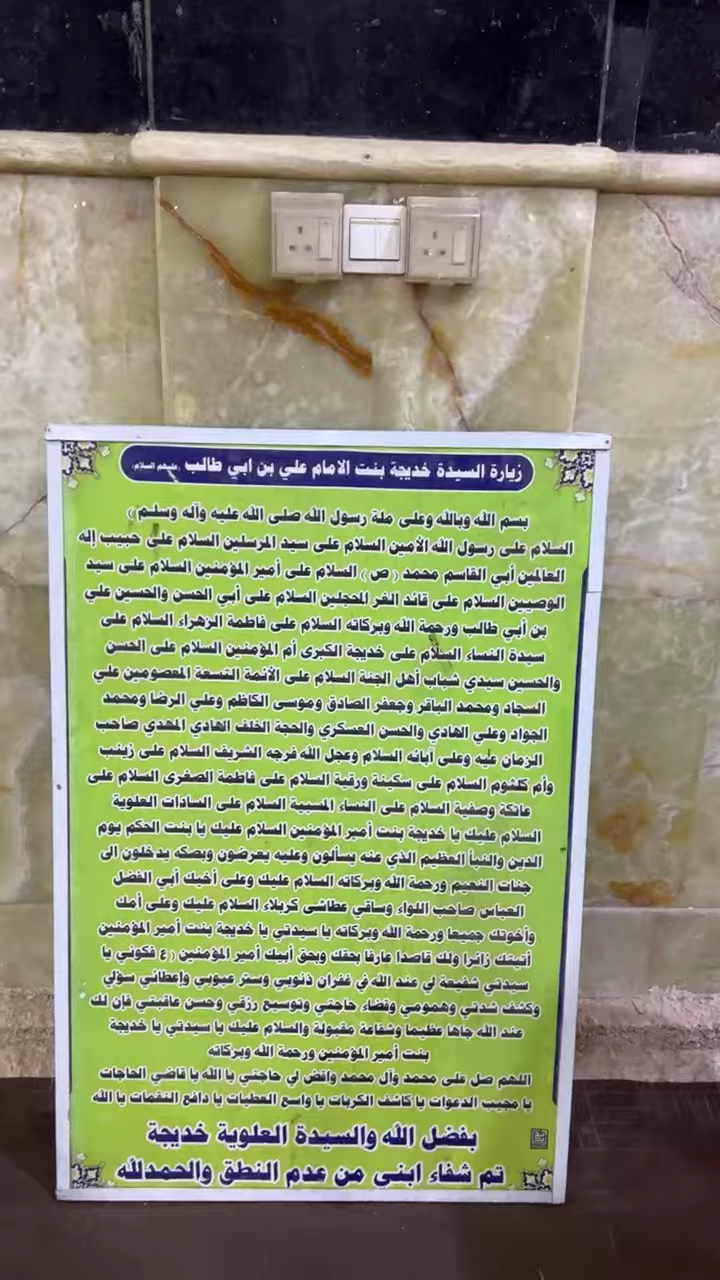 زيارة السيدة خديجة بنت الامام علي بن ابي طالب (عليهم السلام)
بسم الله وبالله وعلى ملة رسول الله صلى الله عليه وآله وسلم )
السلام على رسول الله الأمين السلام على سيد المرسلين السلام على حبيب إله
العالمين أبي القاسم محمد ( ص ) السلام على أمير المؤمنين السلام على سيد
الوصيين السلام على قائد الغر المحجلين السلام على أبي الحسن والحسين علي
بن أبي طالب ورحمة الله وبركاته السلام على فاطمة الزهراء السلام على
سيدة النساء السلام على خديجة الكبرى أم المؤمنين السلام على الحسن
والحسين سيدي شباب أهل الجنة السلام على الأئمة التسعة المعصومين علي
السجاد ومحمد الباقر وجعفر الصادق وموسى الكاظم وعلي الرضا ومحمد
الجواد وعلي الهادي والحسن العسكري والحجة الخلف الهادي المهدي صاحب
الزمان عليه وعلى آبائه السلام وعجل الله فرجه الشريف السلام على زينب
وأم كلثوم السلام على سكينة ورقية السلام على فاطمة الصغرى السلام على
عاتكة وصفية السلام على النساء المسبية السلام على السادات العلوية
السلام عليك يا خديجة بنت أمير المؤمنين السلام عليك يا بنت الحكم يوم
الدين والنبأ العظيم الذي عنه يسألون وعليه يعرضون وبصكه يدخلون الى
جنات النعيم ورحمة الله وبركاته السلام عليك وعلى أخيك أبي الفضل
العباس صاحب اللواء وساقي عطاشى كربلاء السلام عليك وعلى أمك
وأخوتك جميعا ورحمة الله وبركاته يا سيدتي يا خديجة بنت أمير المؤمنين
أتيتك زائرا ولك قاصدا عارفا بحقك وبحق أبيك أمير المؤمنين ( ع فكوني يا
سيدتي شفيعة لي عند الله في غفران ذنوبي وستر عيوبي وإعطائي سؤلي
وكشف شدتي وهمومي وقضاء حاجتي وتوسيع رزقي وحسن عاقبتي فإن لك
عند الله جاها عظيما وشفاعة مقبولة والسلام عليك يا سيدتي يا خديجة
بنت أمير المؤمنين ورحمة الله وبركاته
اللهم صل على محمد وآل محمد واقض لي حاجتي يا الله يا قاضي الحاجات
يا مجيب الدعوات يا كاشف الكربات يا واسع العطيات يا دافع النقمات يا الله
بفضل الله والسيدة العلوية خديجة
تم شفاء ابني من عدم النطق والحمدلله